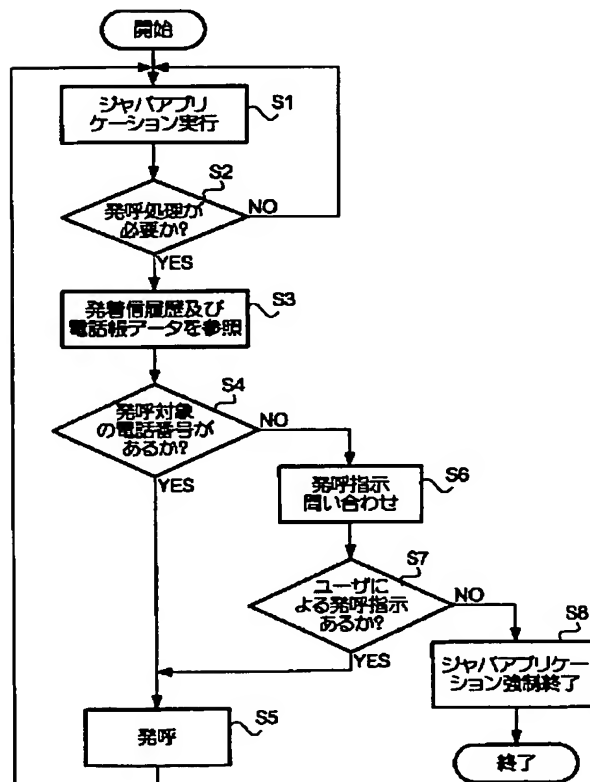 開始
ジャバアプリ
ケーション実行
S1
発呼処理が
必要か?
S2
NO
YES
発着信履歴及び
電話帳データを参照
S3
発呼対象
の電話番号が
あるか?
S4
NO
YES
発呼指示
問い合わせ
S6
ユーザに
よる発呼指示
あるか?
S7
NO
YES
ジャバアプリケー
ション強制終了
S8
発呼
S5
終了